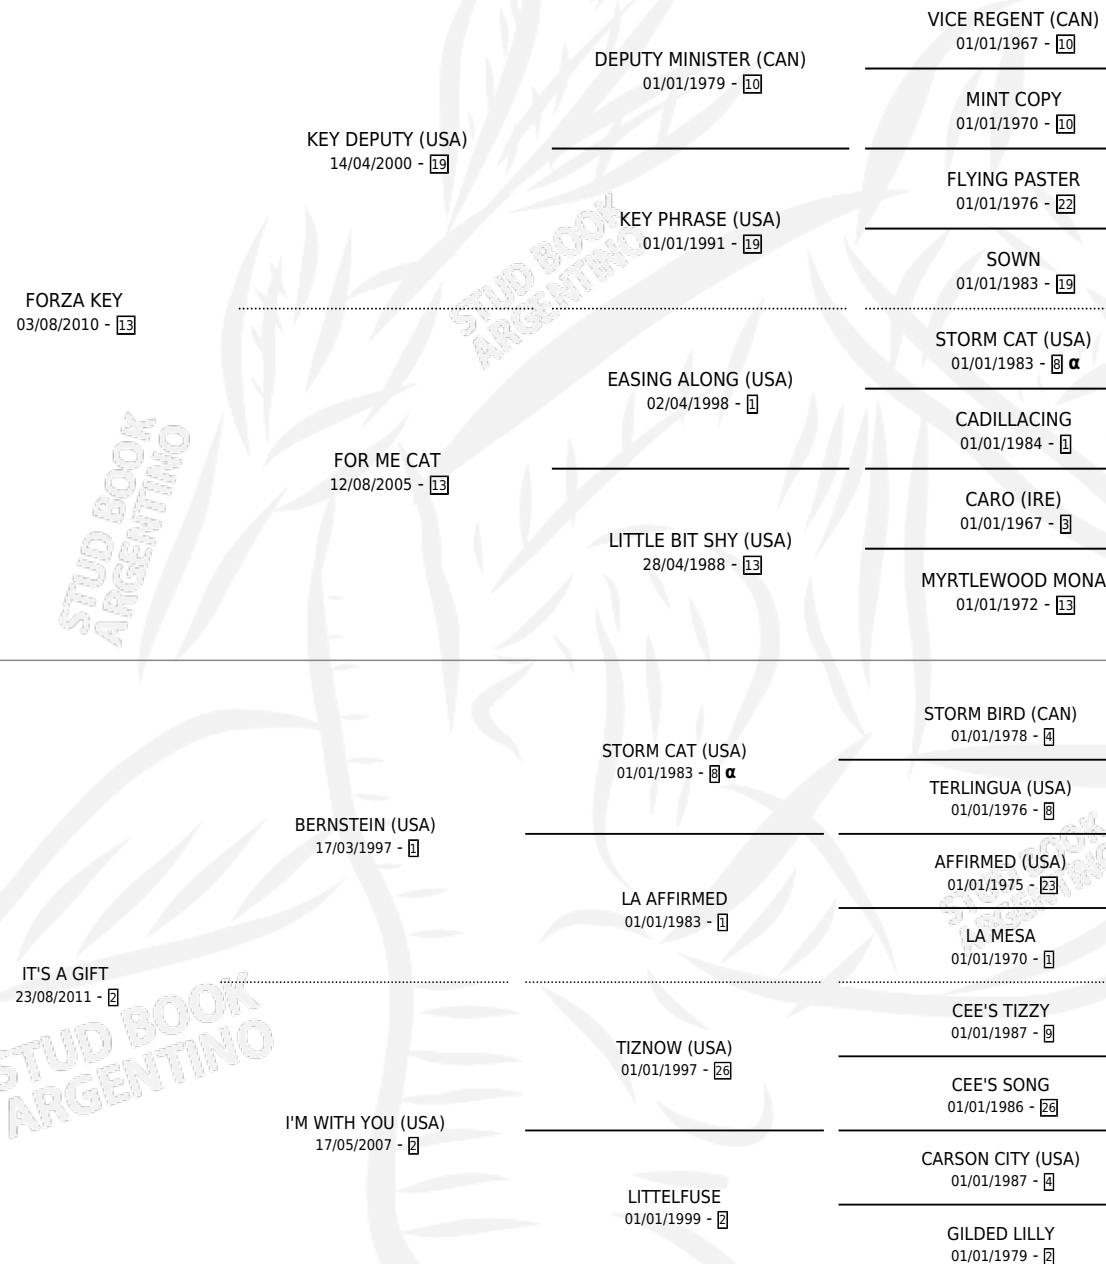 VICE REGENT (CAN)
01/01/1967 - 10
DEPUTY MINISTER (CAN)
01/01/1979 - 10
MINT COPY
01/01/1970 - 10
KEY DEPUTY (USA)
14/04/2000 - 19
FLYING PASTER
01/01/1976 - 22
KEY PHRASE (USA)
01/01/1991 - 19
SOWN
01/01/1983 - 19
FORZA KEY
03/08/2010 - 13
STORM CAT (USA)
01/01/1983 - 8 α
EASING ALONG (USA)
02/04/1998 - 1
CADILLACING
01/01/1984 - 1
FOR ME CAT
12/08/2005 - 13
CARO (IRE)
01/01/1967 - 3
LITTLE BIT SHY (USA)
28/04/1988 - 13
MYRTLEWOOD MONA
01/01/1972 - 13
STORM BIRD (CAN)
01/01/1978 - 4
STORM CAT (USA)
01/01/1983 - 8 α
TERLINGUA (USA)
01/01/1976 - 8
BERNSTEIN (USA)
17/03/1997 - 1
AFFIRMED (USA)
01/01/1975 - 23
LA AFFIRMED
01/01/1983 - 1
LA MESA
01/01/1970 - 1
IT'S A GIFT
23/08/2011 - 2
CEE'S TIZZY
01/01/1987 - 9
TIZNOW (USA)
01/01/1997 - 26
CEE'S SONG
01/01/1986 - 26
I'M WITH YOU (USA)
17/05/2007 - 2
CARSON CITY (USA)
01/01/1987 - 4
LITTELFUSE
01/01/1999 - 2
GILDED LILLY
01/01/1979 - 2
STUD BOOK
ARGENTINO
STUD BOOK
ARGENTINO
STUD BOOK
ARGENTINO
STUD BOOK
ARGENTINO